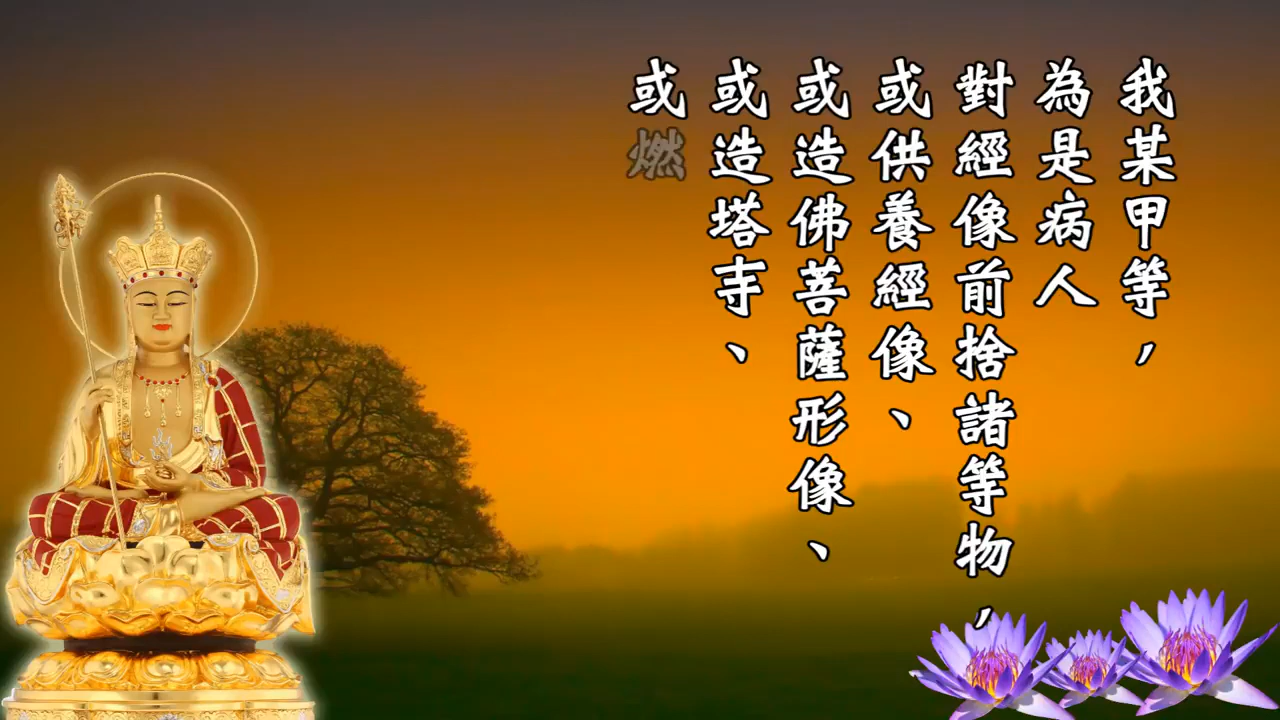 我某甲等，
為是病人
對經像前捨諸等物，
或供養經像、
或造佛菩薩形像、
或造塔寺、
或燃